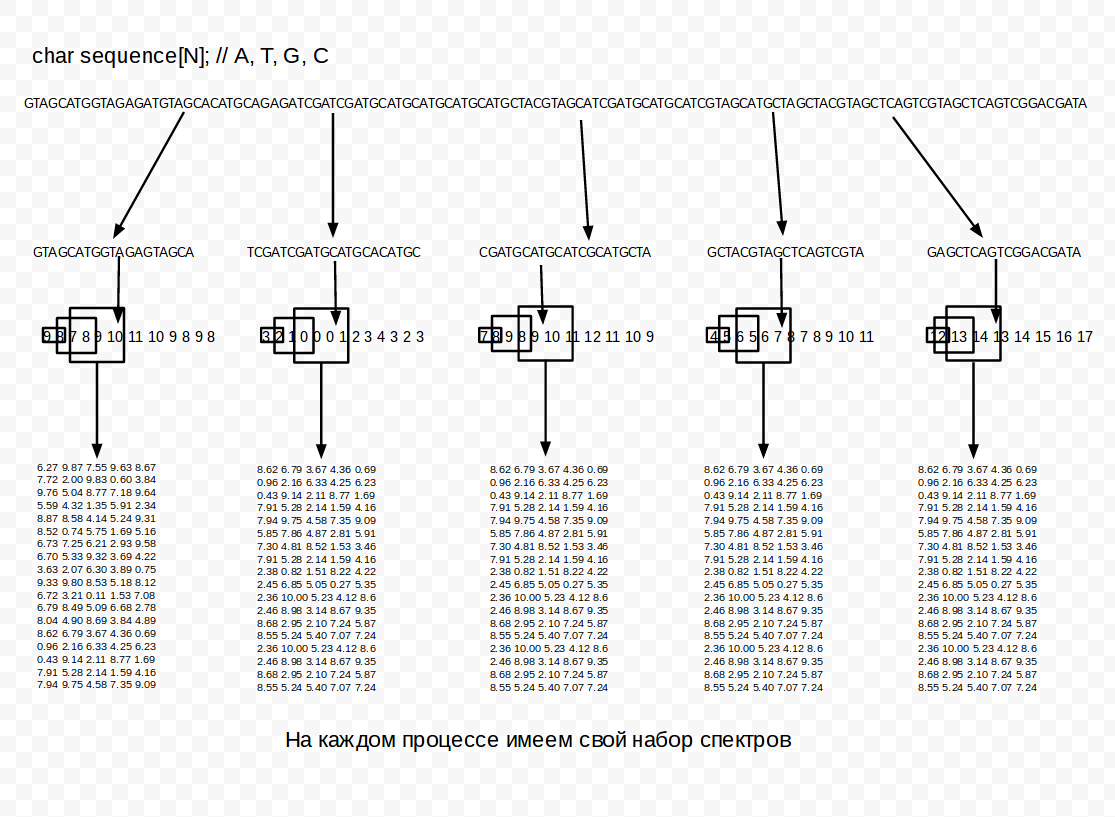 char sequence[N]; // A, T, G, C
GTAGCATGGTAGAGATGTAGCACATGCAGAGATCGATCGATGCATGCATGCATGCATGCTACGTAGCATCGATGCATGCATCGTAGCATGCTAGCTACGTAGCTCAGTCGTAGCTCAGTCGGACGATA
GTAGCATGGTAGAGTAGCA TCGATCGATGCATGCACATGC CGATGCATGCATCGCATGCTA GCTACGTAGCTCAGTCGTA GAGCTCAGTCGGACGATA
9 8 7 8 9 10 11 10 9 8 9 8 3 2 1 0 0 0 1 2 3 4 3 2 3 7 8 9 8 9 10 11 12 11 10 9 4 5 6 5 6 7 8 7 8 9 10 11 12 13 14 13 14 15 16 17
6.27 9.87 7.55 9.63 8.67
7.72 2.00 9.83 0.60 3.84
9.76 5.04 8.77 7.18 9.64
5.59 4.32 1.35 5.91 2.34
8.87 8.58 4.14 5.24 9.31
8.52 0.74 5.75 1.69 5.16
6.73 7.25 6.21 2.93 9.58
6.70 5.33 9.32 3.69 4.22
3.63 2.07 6.30 3.89 0.75
9.33 9.80 8.53 5.18 8.12
6.72 3.21 0.11 1.53 7.08
6.79 8.49 5.09 6.68 2.78
8.04 4.90 8.69 3.84 4.89
8.62 6.79 3.67 4.36 0.69
0.96 2.16 6.33 4.25 6.23
0.43 9.14 2.11 8.77 1.69
7.91 5.28 2.14 1.59 4.16
7.94 9.75 4.58 7.35 9.09
8.62 6.79 3.67 4.36 0.69
0.96 2.16 6.33 4.25 6.23
0.43 9.14 2.11 8.77 1.69
7.91 5.28 2.14 1.59 4.16
7.94 9.75 4.58 7.35 9.09
5.85 7.86 4.87 2.81 5.91
7.30 4.81 8.52 1.53 3.46
7.91 5.28 2.14 1.59 4.16
2.38 0.82 1.51 8.22 4.22
2.45 6.85 5.05 0.27 5.35
2.36 10.00 5.23 4.12 8.6
2.46 8.98 3.14 8.67 9.35
8.68 2.95 2.10 7.24 5.87
8.55 5.24 5.40 7.07 7.24
2.36 10.00 5.23 4.12 8.6
2.46 8.98 3.14 8.67 9.35
8.68 2.95 2.10 7.24 5.87
8.55 5.24 5.40 7.07 7.24
8.62 6.79 3.67 4.36 0.69
0.96 2.16 6.33 4.25 6.23
0.43 9.14 2.11 8.77 1.69
7.91 5.28 2.14 1.59 4.16
7.94 9.75 4.58 7.35 9.09
5.85 7.86 4.87 2.81 5.91
7.30 4.81 8.52 1.53 3.46
7.91 5.28 2.14 1.59 4.16
2.38 0.82 1.51 8.22 4.22
2.45 6.85 5.05 0.27 5.35
2.36 10.00 5.23 4.12 8.6
2.46 8.98 3.14 8.67 9.35
8.68 2.95 2.10 7.24 5.87
8.55 5.24 5.40 7.07 7.24
2.36 10.00 5.23 4.12 8.6
2.46 8.98 3.14 8.67 9.35
8.68 2.95 2.10 7.24 5.87
8.55 5.24 5.40 7.07 7.24
8.62 6.79 3.67 4.36 0.69
0.96 2.16 6.33 4.25 6.23
0.43 9.14 2.11 8.77 1.69
7.91 5.28 2.14 1.59 4.16
7.94 9.75 4.58 7.35 9.09
5.85 7.86 4.87 2.81 5.91
7.30 4.81 8.52 1.53 3.46
7.91 5.28 2.14 1.59 4.16
2.38 0.82 1.51 8.22 4.22
2.45 6.85 5.05 0.27 5.35
2.36 10.00 5.23 4.12 8.6
2.46 8.98 3.14 8.67 9.35
8.68 2.95 2.10 7.24 5.87
8.55 5.24 5.40 7.07 7.24
2.36 10.00 5.23 4.12 8.6
2.46 8.98 3.14 8.67 9.35
8.68 2.95 2.10 7.24 5.87
8.55 5.24 5.40 7.07 7.24
8.62 6.79 3.67 4.36 0.69
0.96 2.16 6.33 4.25 6.23
0.43 9.14 2.11 8.77 1.69
7.91 5.28 2.14 1.59 4.16
7.94 9.75 4.58 7.35 9.09
5.85 7.86 4.87 2.81 5.91
7.30 4.81 8.52 1.53 3.46
7.91 5.28 2.14 1.59 4.16
2.38 0.82 1.51 8.22 4.22
2.45 6.85 5.05 0.27 5.35
2.36 10.00 5.23 4.12 8.6
2.46 8.98 3.14 8.67 9.35
8.68 2.95 2.10 7.24 5.87
8.55 5.24 5.40 7.07 7.24
2.36 10.00 5.23 4.12 8.6
2.46 8.98 3.14 8.67 9.35
8.68 2.95 2.10 7.24 5.87
8.55 5.24 5.40 7.07 7.24
На каждом процессе имеем свой набор спектров